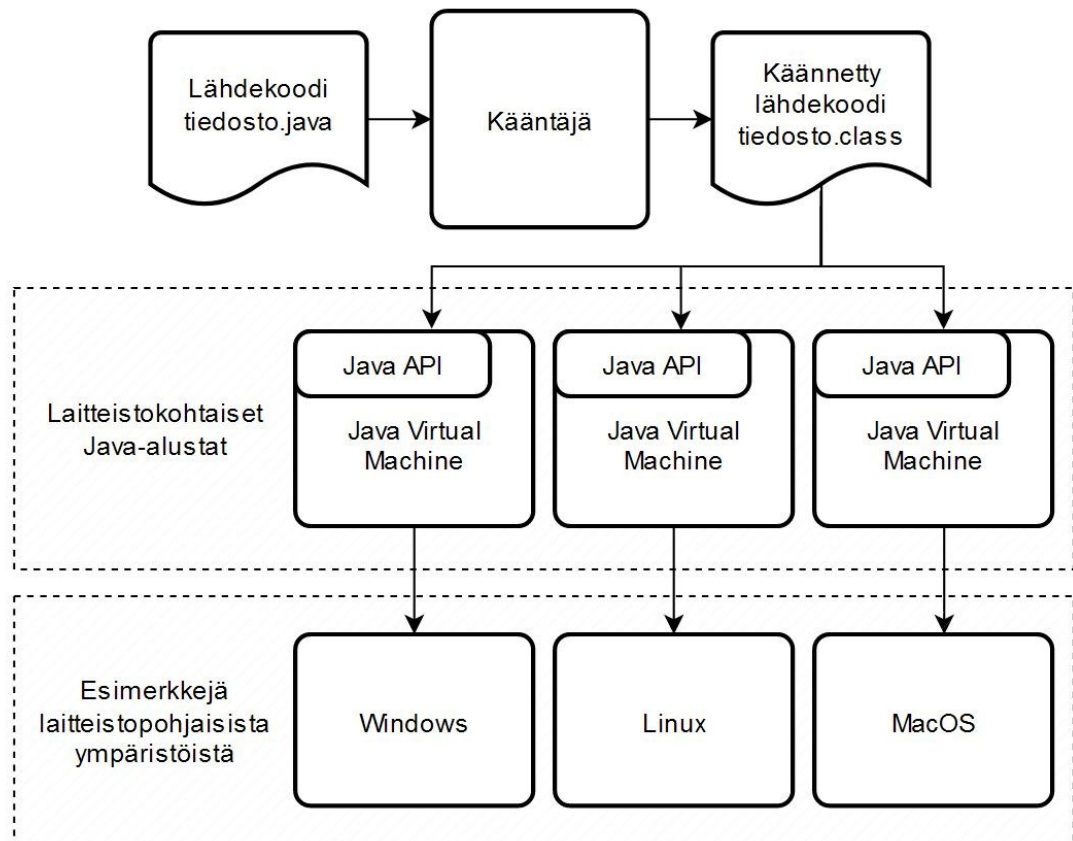 Lähdekoodi
tiedosto.java
Kääntäjä
Käännetty
lähdekoodi
tiedosto.class
Laitteistokohtaiset
Java-alustat
Java API
Java Virtual
Machine
Java API
Java Virtual
Machine
Java API
Java Virtual
Machine
Esimerkkejä
laitteistopohjaisista
ympäristöistä
Windows
Linux
MacOS